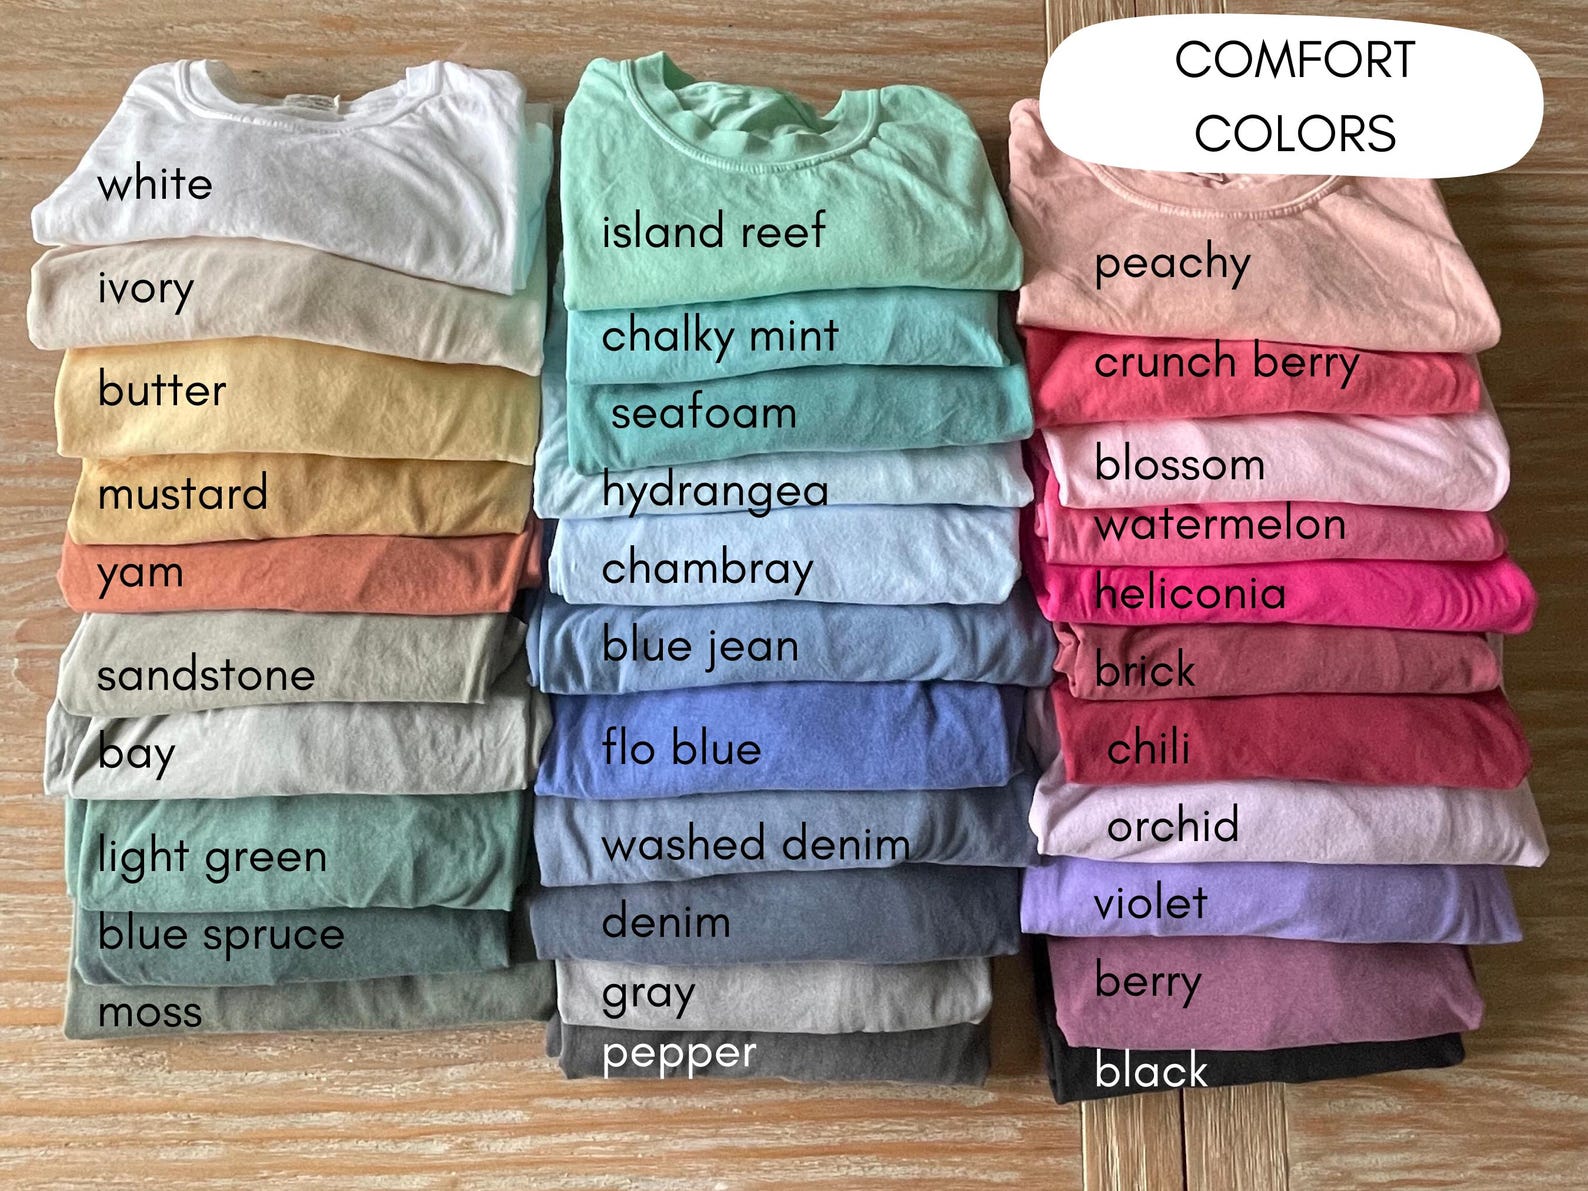 COMFORT
COLORS
white
ivory
butter
mustard
yam
sandstone
bay
light green
blue spruce
moss
island reef
chalky mint
seafoam
hydrangea
chambray
blue jean
flo blue
washed denim
denim
gray
pepper
peachy
crunch berry
blossom
watermelon
heliconia
brick
chili
orchid
violet
berry
black